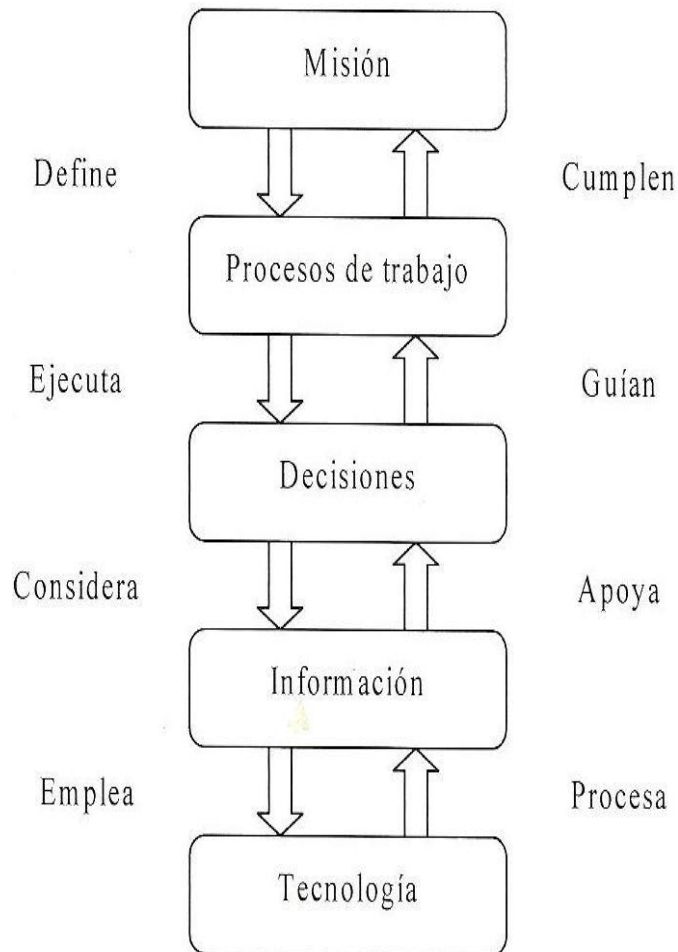 Misión
Define
Cumplen
Procesos de trabajo
Ejecuta
Guían
Decisiones
Considera
Apoya
Información
Emplea
Procesa
Tecnología